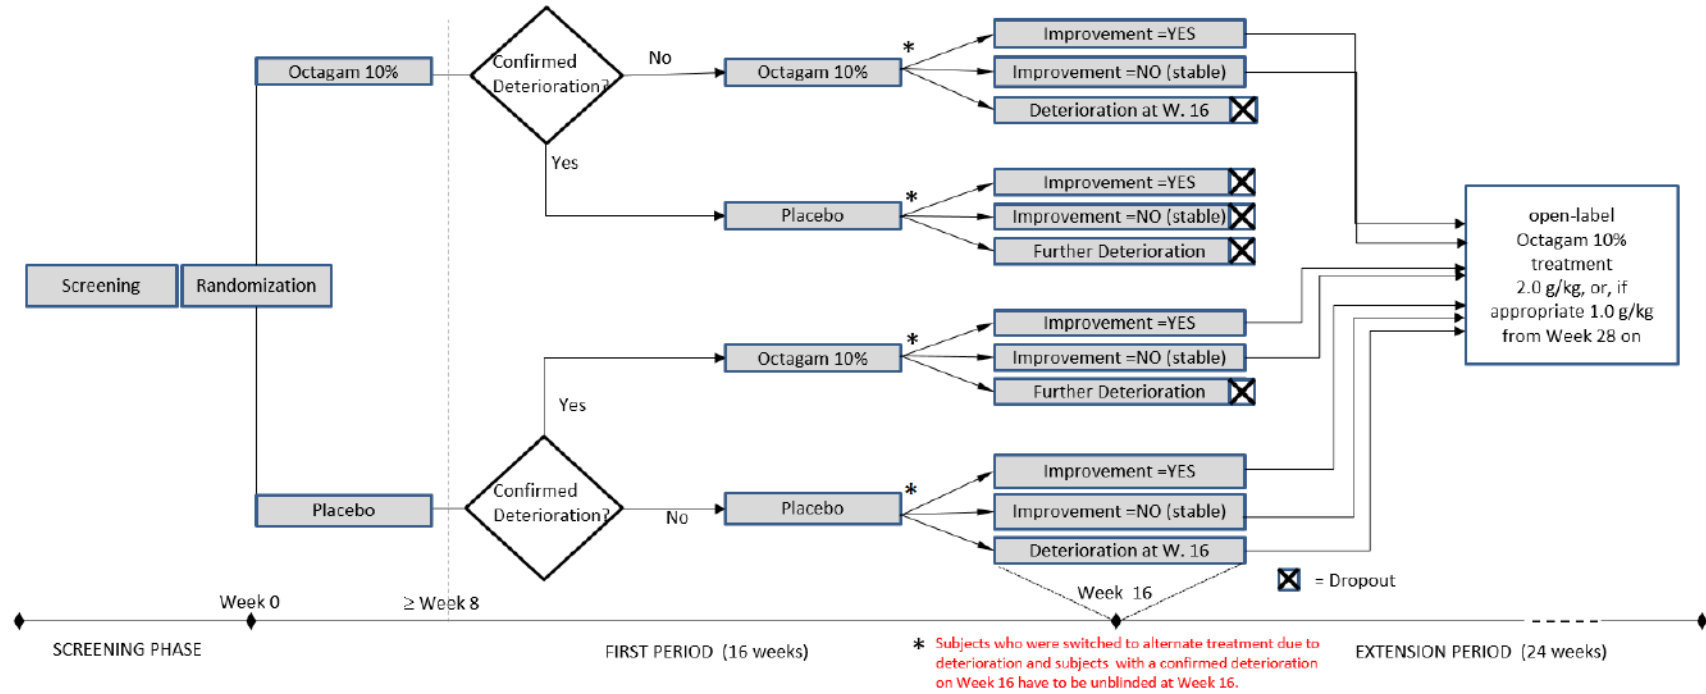 Screening
Randomization
Octagam 10%
Confirmed
Deterioration?
No
Yes
Octagam 10%
*
Improvement =YES
Improvement =NO (stable)
Deterioration at W. 16
Placebo
*
Improvement =YES
Improvement =NO (stable)
Further Deterioration
Octagam 10%
*
Improvement =YES
Improvement =NO (stable)
Further Deterioration
Yes
Placebo
Confirmed
Deterioration?
No
Placebo
*
Improvement =YES
Improvement =NO (stable)
Deterioration at W. 16
open-label
Octagam 10%
treatment
2.0 g/kg, or, if
appropriate 1.0 g/kg
from Week 28 on
= Dropout
Week 0
≥ Week 8
Week 16
SCREENING PHASE
FIRST PERIOD (16 weeks)
* Subjects who were switched to alternate treatment due to
deterioration and subjects with a confirmed deterioration
on Week 16 have to be unblinded at Week 16.
EXTENSION PERIOD (24 weeks)